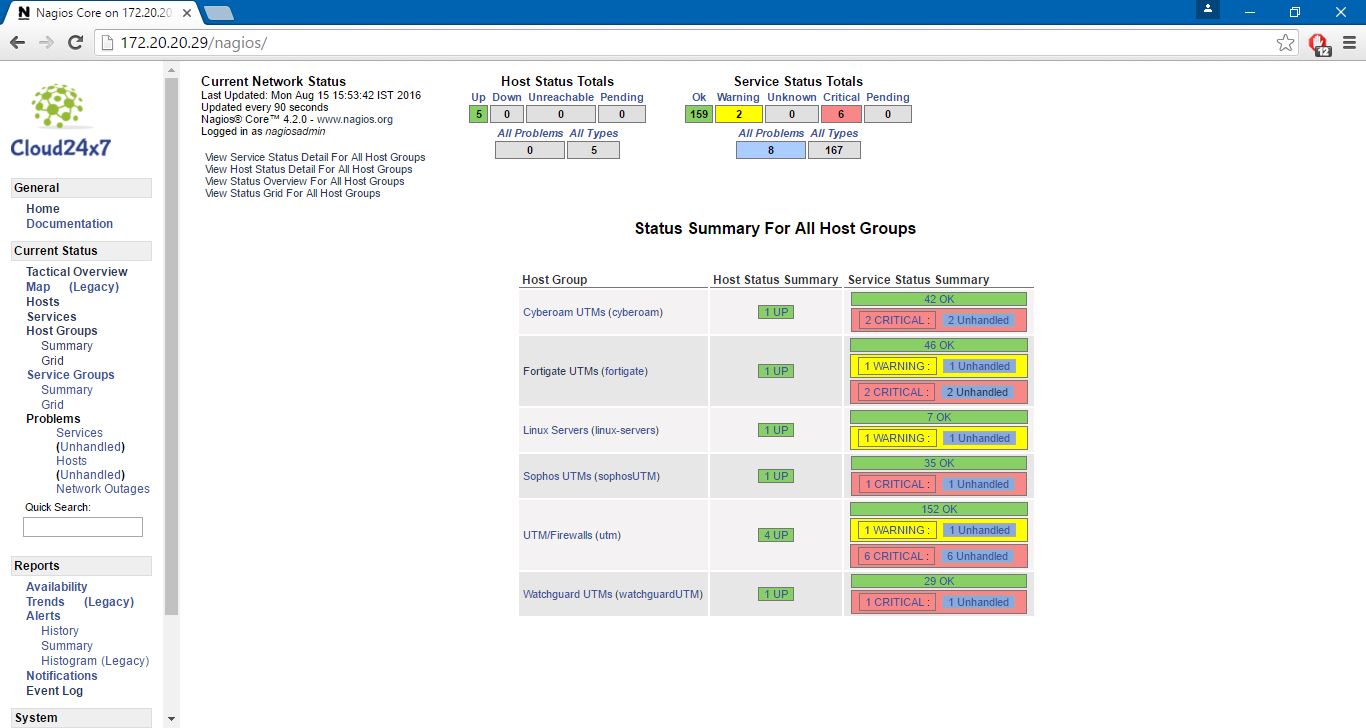 Nagios Core on 172.20.20
172.20.20.29/nagios/
12
Cloud24x7
General
Home
Documentation
Current Status
Tactical Overview
Map (Legacy)
Hosts
Services
Host Groups
Summary
Grid
Service Groups
Summary
Grid
Problems
Services
(Unhandled)
Hosts
(Unhandled)
Network Outages
Quick Search:
Reports
Availability
Trends (Legacy)
Alerts
History
Summary
Histogram (Legacy)
Notifications
Event Log
System
Current Network Status
Last Updated: Mon Aug 15 15:53:42 IST 2016
Updated every 90 seconds
Nagios® Core™ 4.2.0 - www.nagios.org
Logged in as nagiosadmin
View Service Status Detail For All Host Groups
View Host Status Detail For All Host Groups
View Status Overview For All Host Groups
View Status Grid For All Host Groups
Host Status Totals
Up Down Unreachable Pending
5 0 0 0
All Problems All Types
0 5
Service Status Totals
Ok Warning Unknown Critical Pending
159 2 0 6 0
All Problems All Types
8 167
Status Summary For All Host Groups
Host Group Host Status Summary Service Status Summary
Cyberoam UTMs (cyberoam) 1 UP 42 OK
2 CRITICAL : 2 Unhandled
Fortigate UTMs (fortigate) 1 UP 46 OK
1 WARNING : 1 Unhandled
2 CRITICAL : 2 Unhandled
Linux Servers (linux-servers) 1 UP 7 OK
1 WARNING : 1 Unhandled
Sophos UTMs (sophosUTM) 1 UP 35 OK
1 CRITICAL : 1 Unhandled
UTM/Firewalls (utm) 4 UP 152 OK
1 WARNING : 1 Unhandled
6 CRITICAL : 6 Unhandled
Watchguard UTMs (watchguardUTM) 1 UP 29 OK
1 CRITICAL : 1 Unhandled